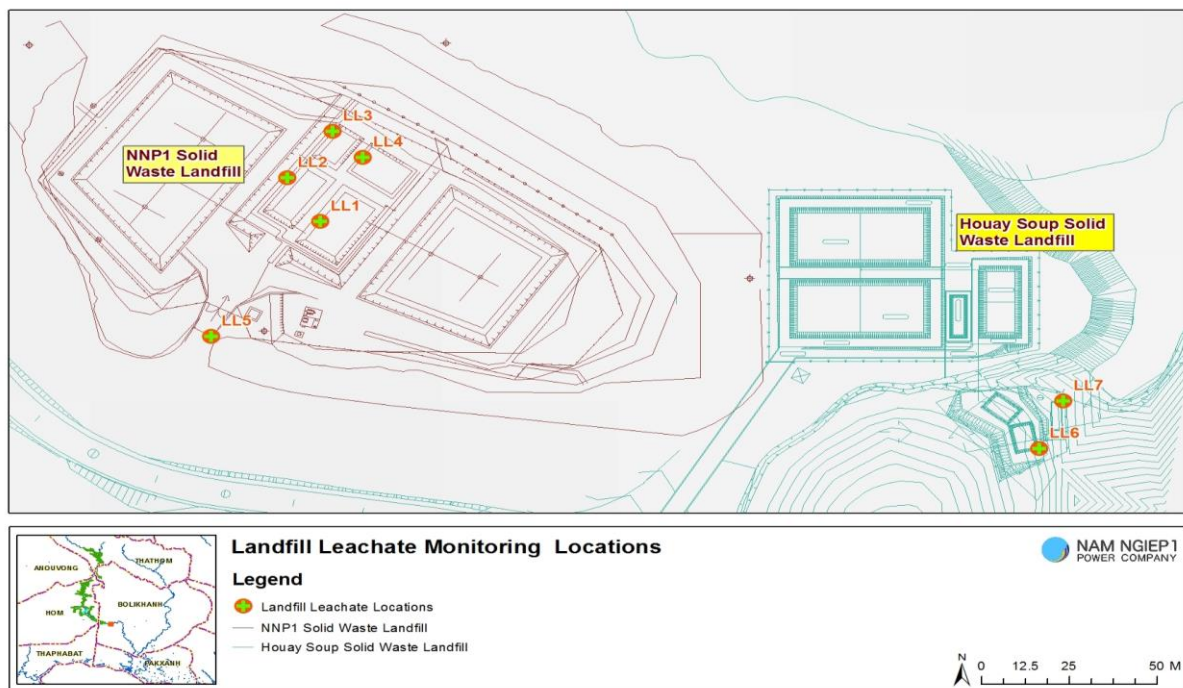 LL3
LL4
NNP1 Solid
Waste Landfill
LL2
LL1
Houay Soup Solid
Waste Landfill
LL5
LL7
LL6
Landfill Leachate Monitoring Locations
NAM NGIEP1
POWER COMPANY
Legend
Landfill Leachate Locations
NNP1 Solid Waste Landfill
Houay Soup Solid Waste Landfill
ANOUVONG
THATHOM
HOM
BOLIKHANH
THAPHABAT
PAKXANH
N
0 12.5 25 50 M